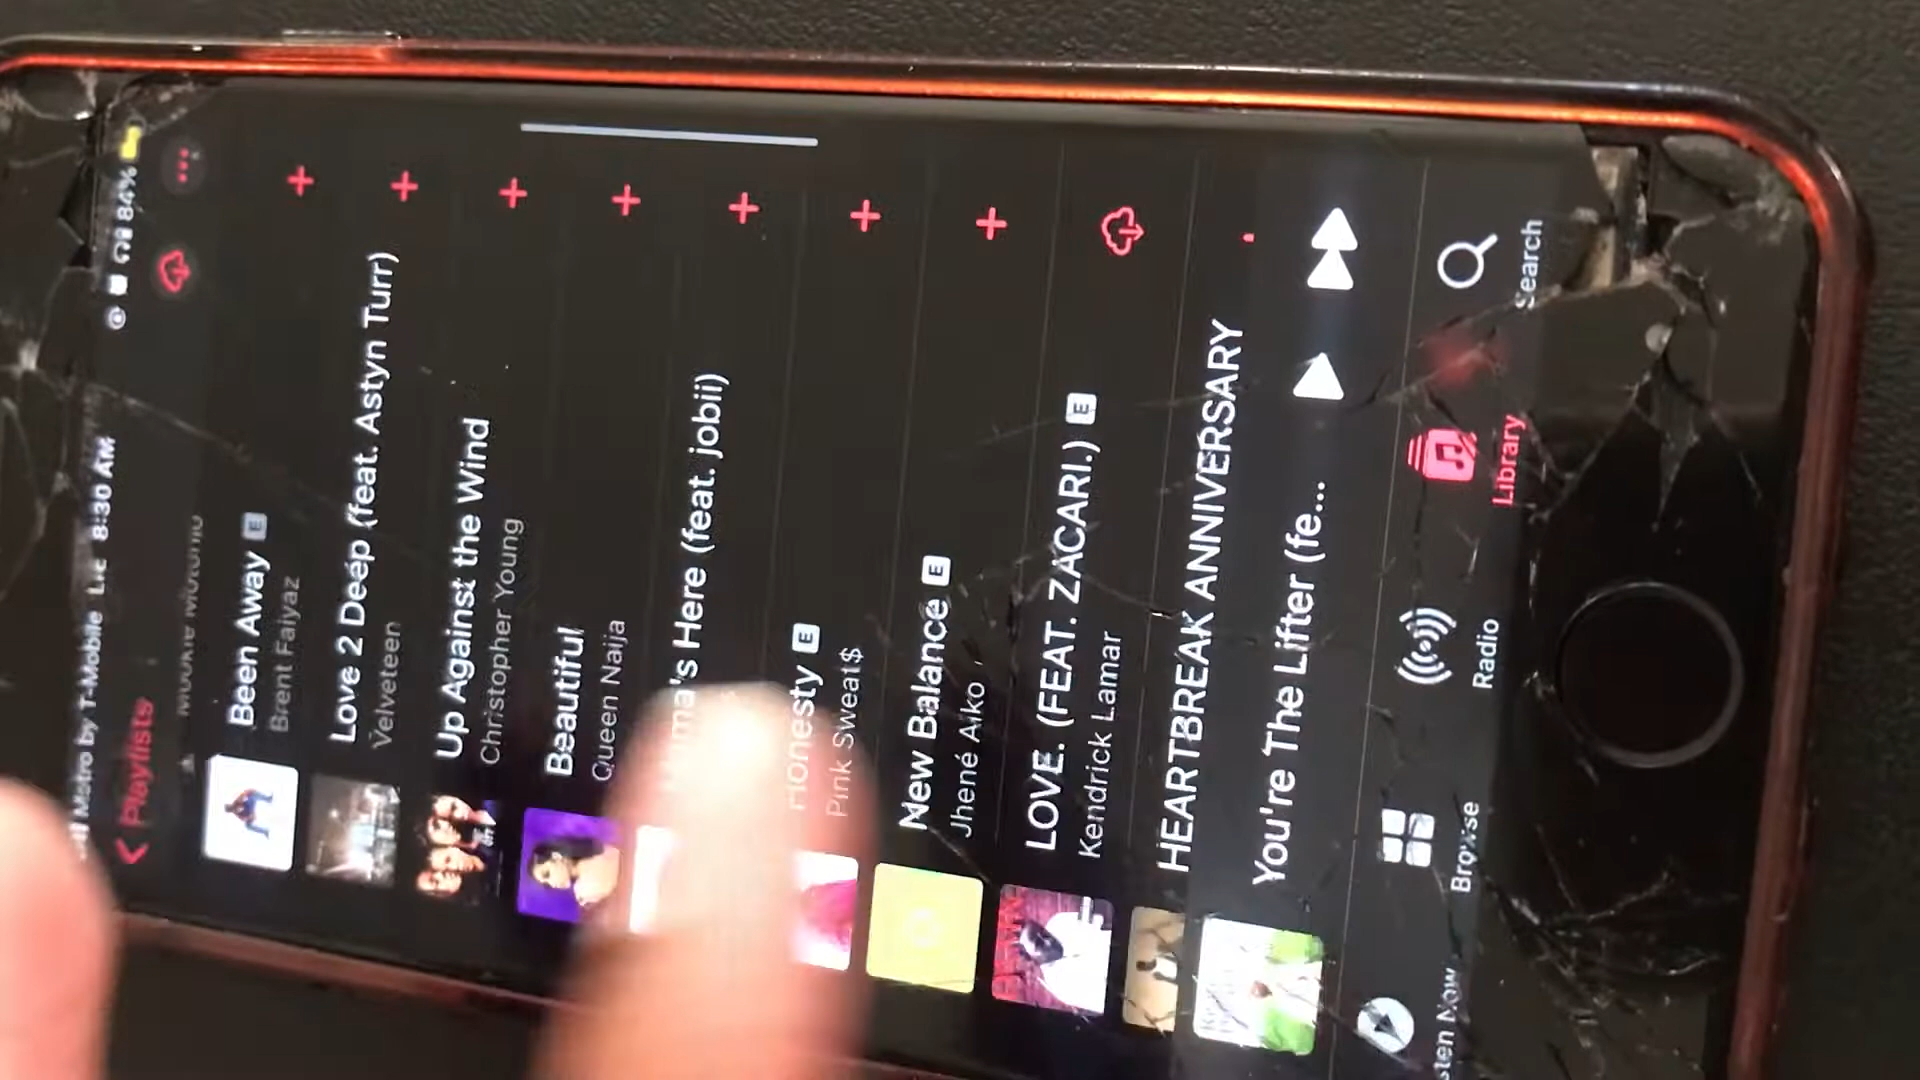 Metro by T-Mobile
8:30 AM
84%
Playlists
Been Away E
Brent Faiyaz
Love 2 Deep (feat. Astyn Turr)
Velveteen
Up Against the Wind
Christopher Young
Beautiful
Queen Naija
Here (feat. jobii)
Honesty E
Pink Sweat$
New Balance E
Jhené Aiko
LOVE. (FEAT. ZACARI.) E
Kendrick Lamar
HEARTBREAK ANNIVERSARY
You're The Lifter (fe...
Now
Browse
Radio
Library
Search